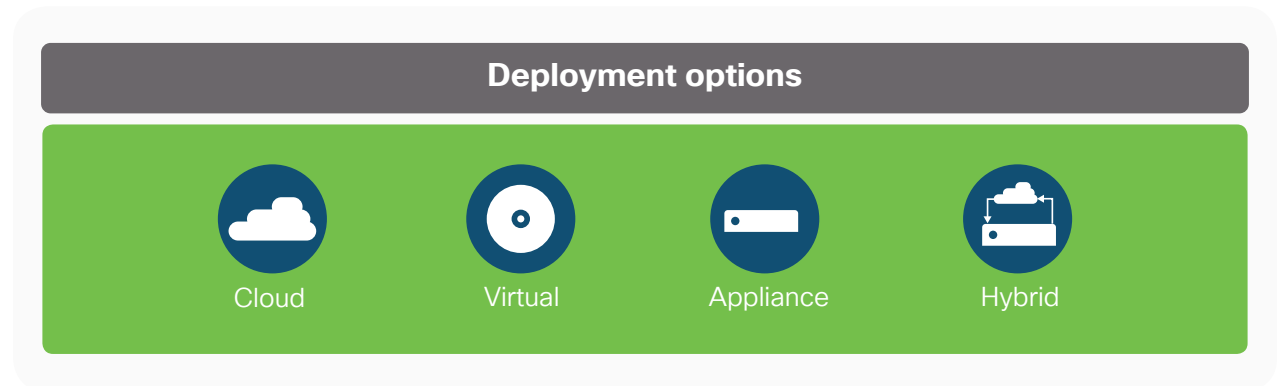 Deployment options
Cloud
Virtual
Appliance
Hybrid